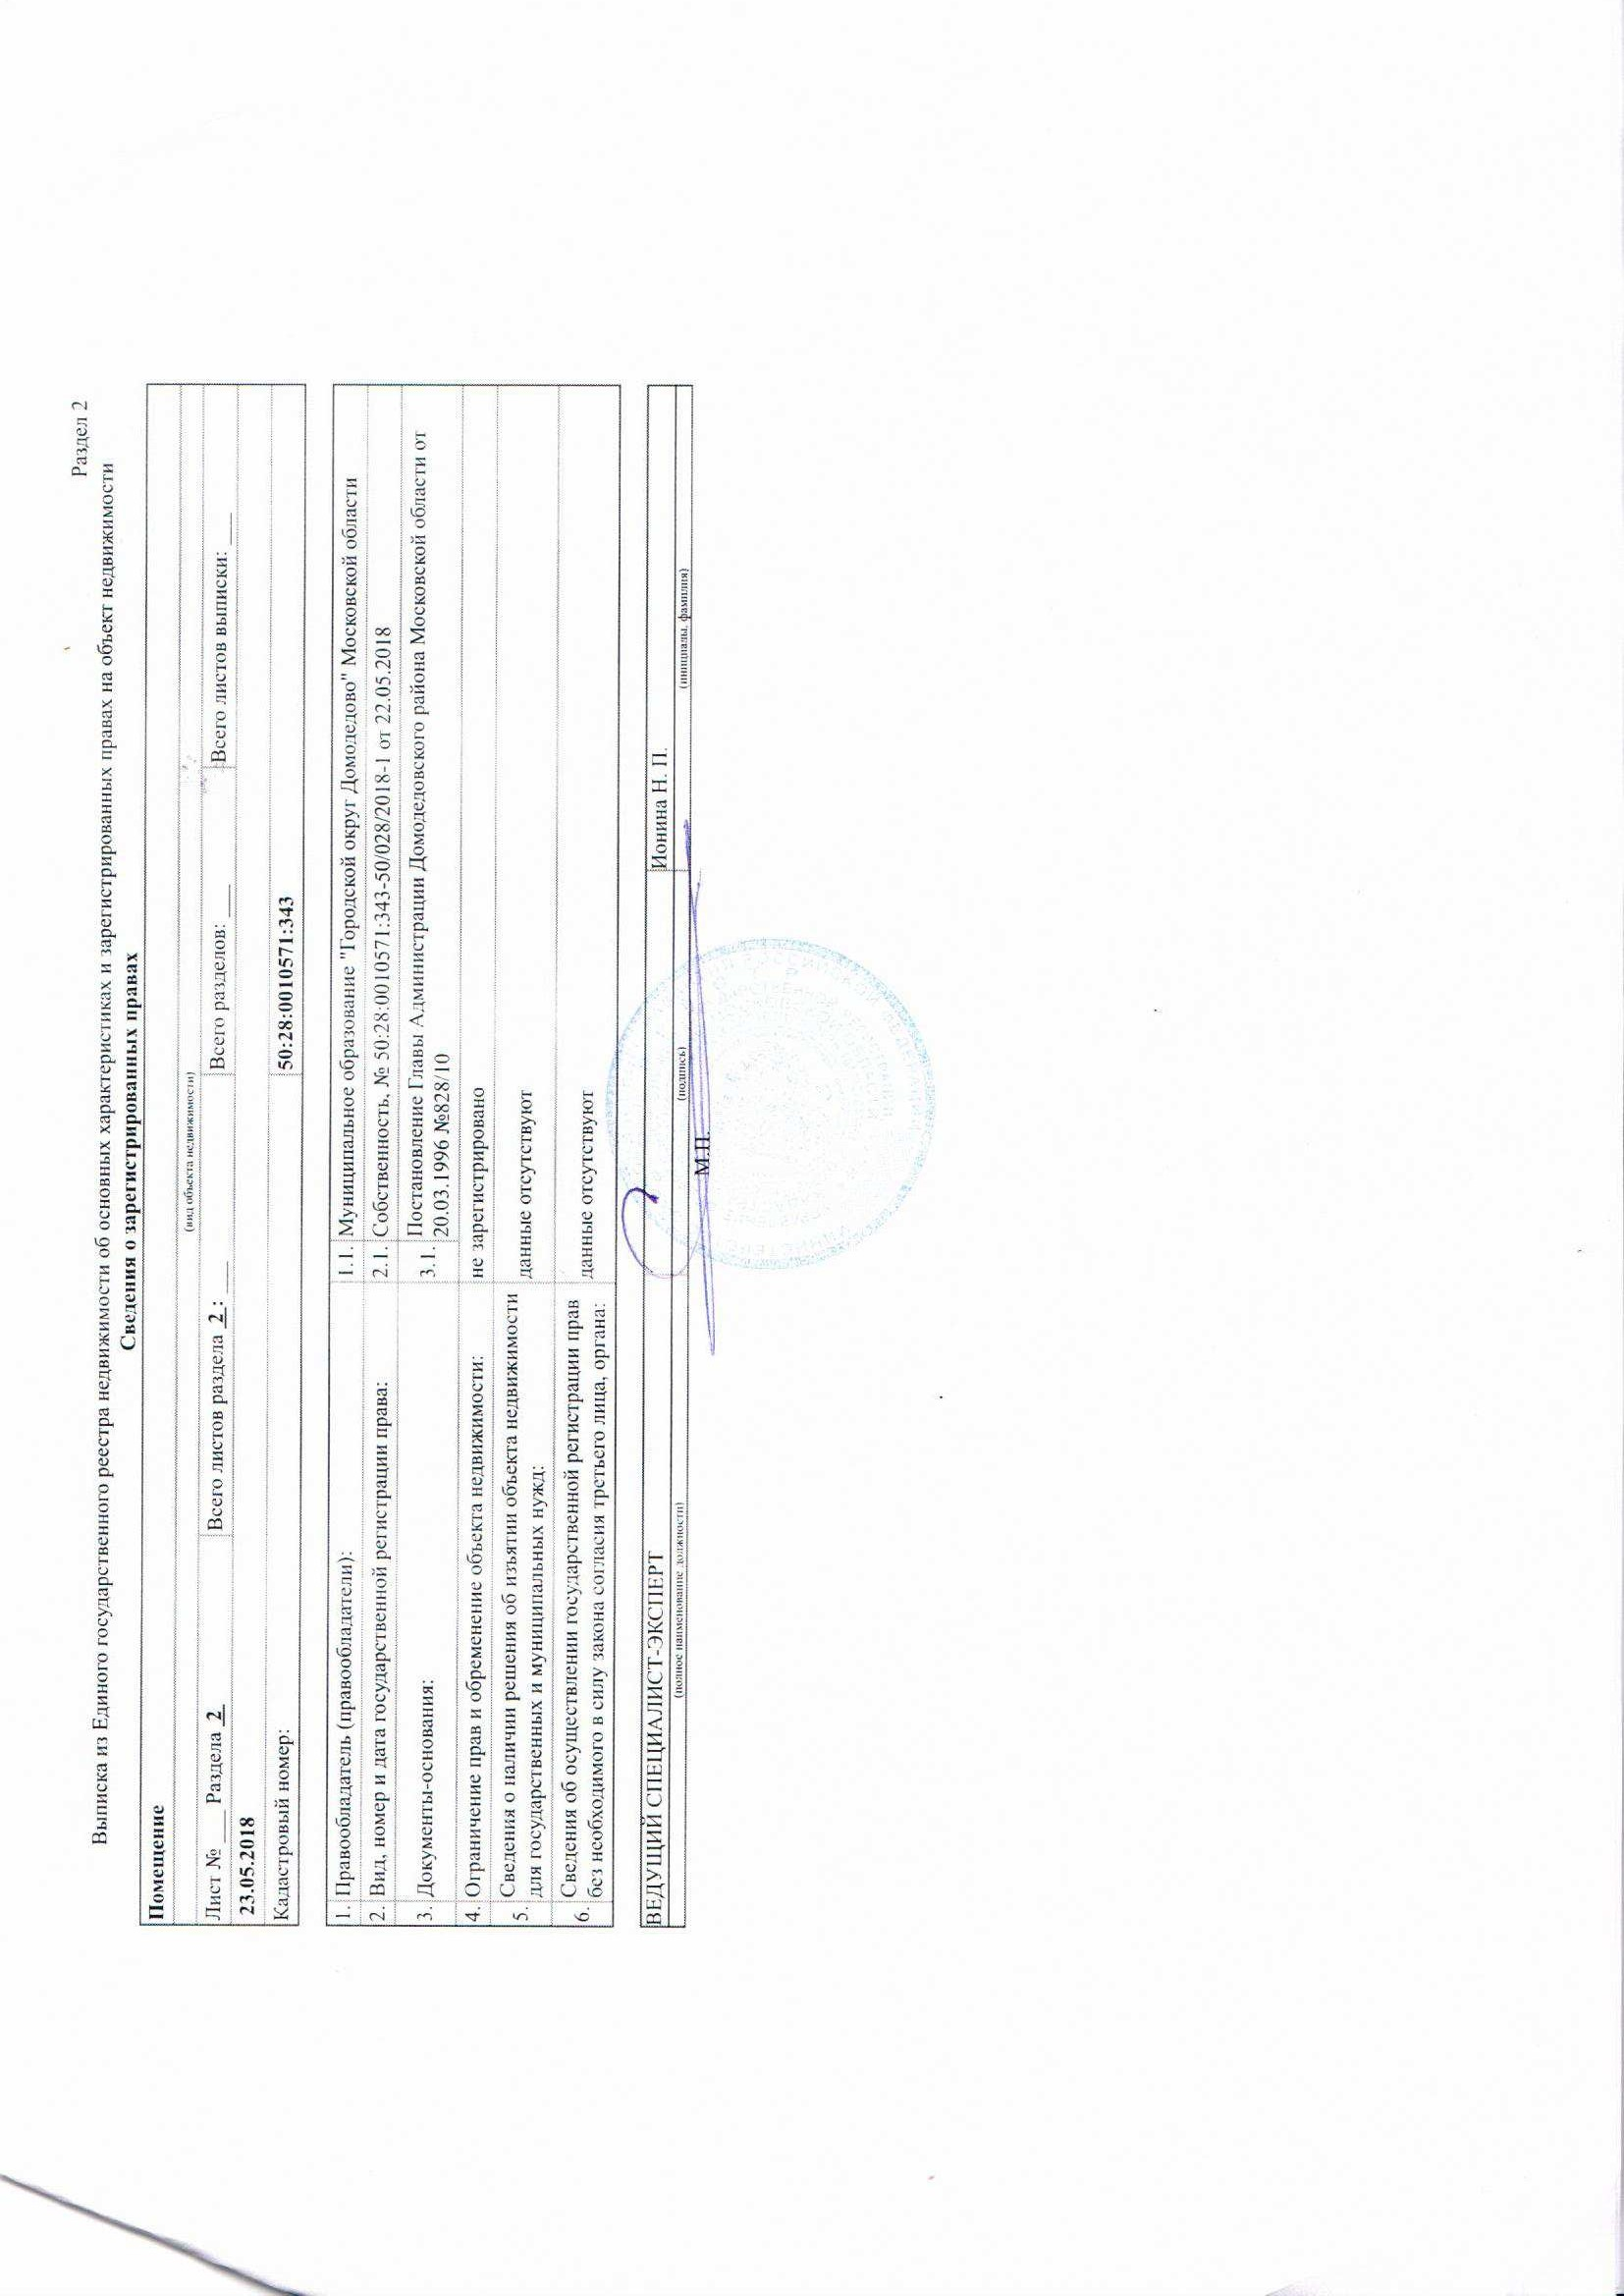 Раздел 2
Выписка из Единого государственного реестра недвижимости об основных характеристиках и зарегистрированных правах на объект недвижимости
Сведения о зарегистрированных правах
Помещение
(вид объекта недвижимости)
Лист № ___ Раздела 2 Всего листов раздела 2 : ___ Всего разделов: ___ Всего листов выписки: ___
23.05.2018
Кадастровый номер: 50:28:0010571:343
1. Правообладатель (правообладатели): 1.1. Муниципальное образование "Городской округ Домодедово" Московской области
2. Вид, номер и дата государственной регистрации права: 2.1. Собственность, № 50:28:0010571:343-50/028/2018-1 от 22.05.2018
3. Документы-основания: 3.1. Постановление Главы Администрации Домодедовского района Московской области от
20.03.1996 №828/10
4. Ограничение прав и обременение объекта недвижимости: не зарегистрировано
5. Сведения о наличии решения об изъятии объекта недвижимости
для государственных и муниципальных нужд: данные отсутствуют
6. Сведения об осуществлении государственной регистрации прав
без необходимого в силу закона согласия третьего лица, органа: данные отсутствуют
ВЕДУЩИЙ СПЕЦИАЛИСТ-ЭКСПЕРТ Ионина Н. П.
(полное наименование должности) (подпись) (инициалы, фамилия)
М.П.